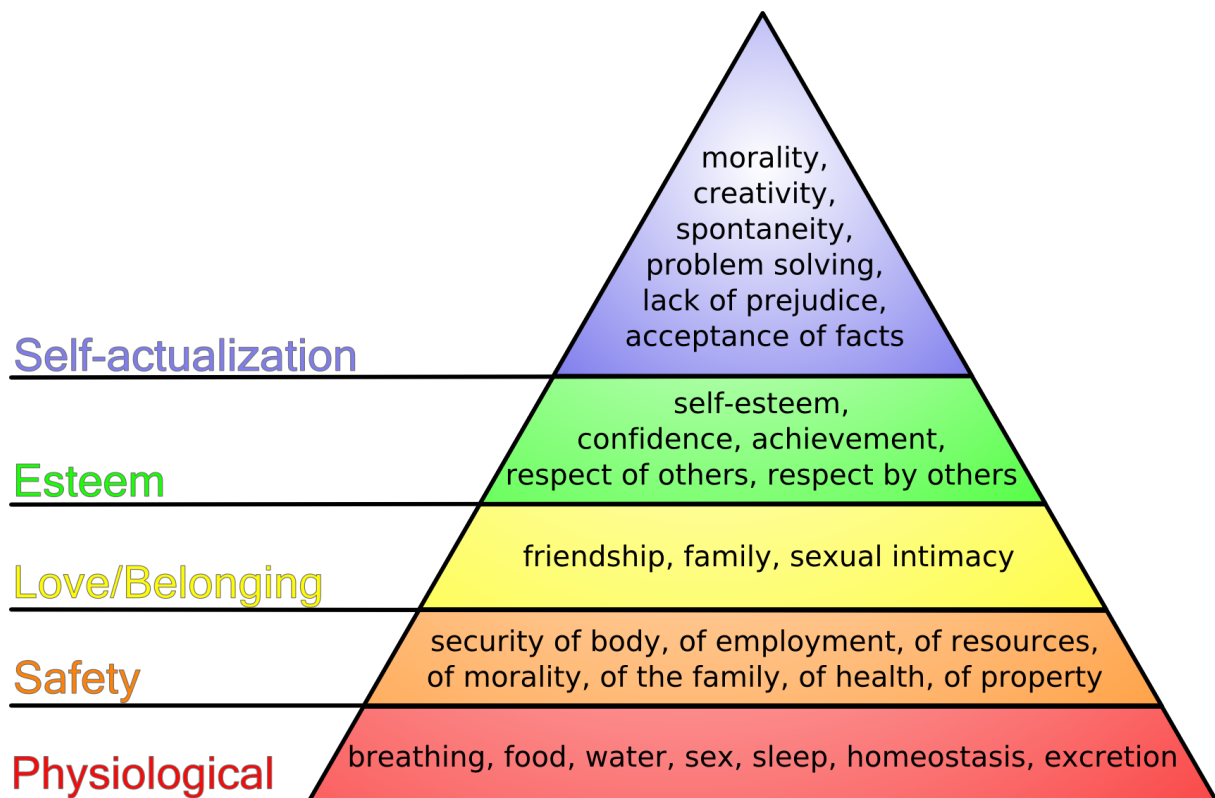 morality,
creativity,
spontaneity,
problem solving,
lack of prejudice,
acceptance of facts
Self-actualization
self-esteem,
confidence, achievement,
respect of others, respect by others
Esteem
friendship, family, sexual intimacy
Love/Belonging
security of body, of employment, of resources,
of morality, of the family, of health, of property
Safety
breathing, food, water, sex, sleep, homeostasis, excretion
Physiological